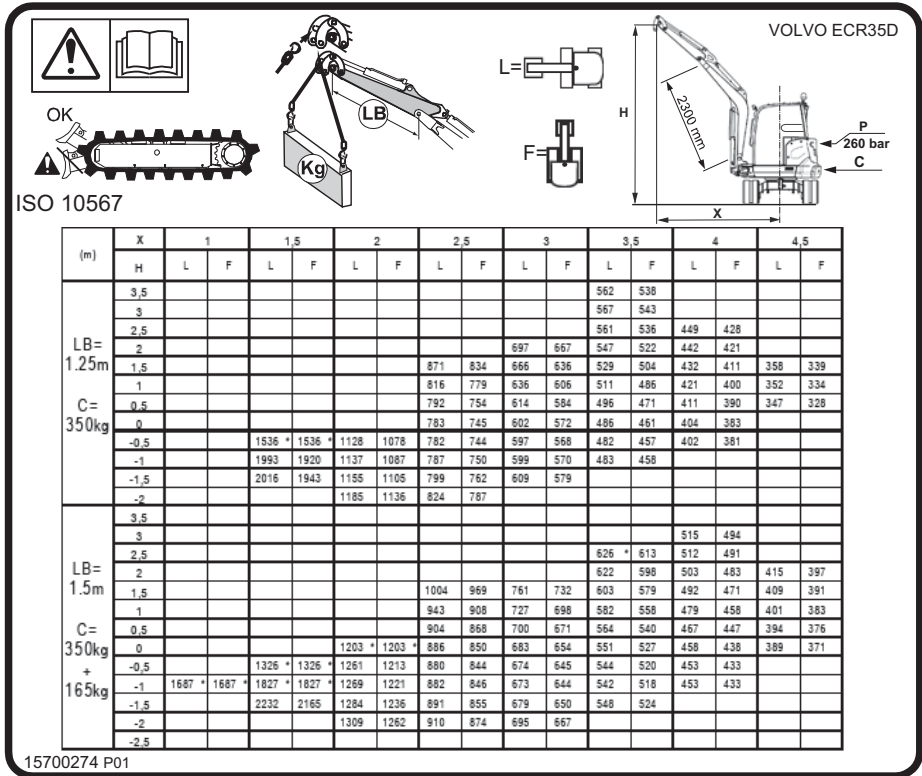 VOLVO ECR35D
OK
LB
Kg
ISO 10567
L=
F=
H
2300 mm
X
P
260 bar
C
(m) X 1 1,5 2 2,5 3 3,5 4 4,5
H L F L F L F L F L F L F L F L F
LB= 1.25m C= 350kg
3,5 562 538
3 567 543
2,5 561 536 449 428
2 697 667 547 522 442 421
1,5 871 834 666 636 529 504 432 411 358 339
1 816 779 636 606 511 486 421 400 352 334
0,5 792 754 614 584 496 471 411 390 347 328
0 783 745 602 572 486 461 404 383
-0,5 1536 * 1536 * 1128 1078 782 744 597 568 482 457 402 381
-1 1993 1920 1137 1087 787 750 599 570 483 458
-1,5 2016 1943 1155 1105 799 762 609 579
-2 1185 1136 824 787
LB= 1.5m C= 350kg + 165kg
3,5
3 515 494
2,5 626 * 613 512 491
2 622 598 503 483 415 397
1,5 1004 969 761 732 603 579 492 471 409 391
1 943 908 727 698 582 558 479 458 401 383
0,5 904 868 700 671 564 540 467 447 394 376
0 1203 * 1203 * 886 850 683 654 551 527 458 438 389 371
-0,5 1326 * 1326 * 1261 1213 880 844 674 645 544 520 453 433
-1 1687 * 1687 * 1827 * 1827 * 1269 1221 882 846 673 644 542 518 453 433
-1,5 2232 2165 1284 1236 891 855 679 650 548 524
-2 1309 1262 910 874 695 667
-2,5
15700274 P01